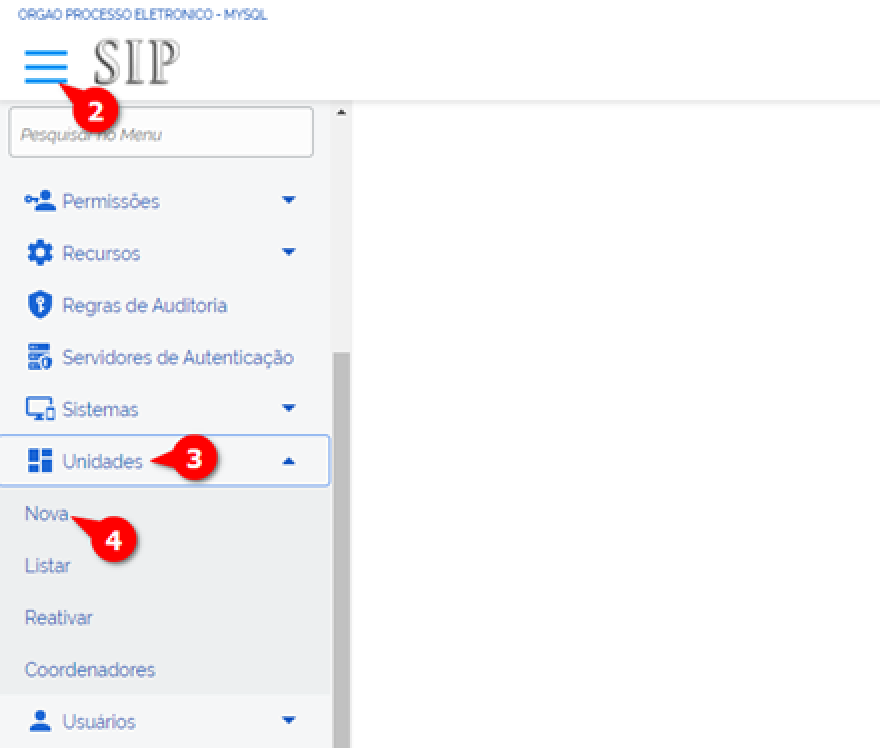 ORGAO PROCESSO ELETRONICO - MYSQL
SIP
2
Pesquisar no Menu
Permissões
Recursos
Regras de Auditoria
Servidores de Autenticação
Sistemas
Unidades
3
Nova
4
Listar
Reativar
Coordenadores
Usuários